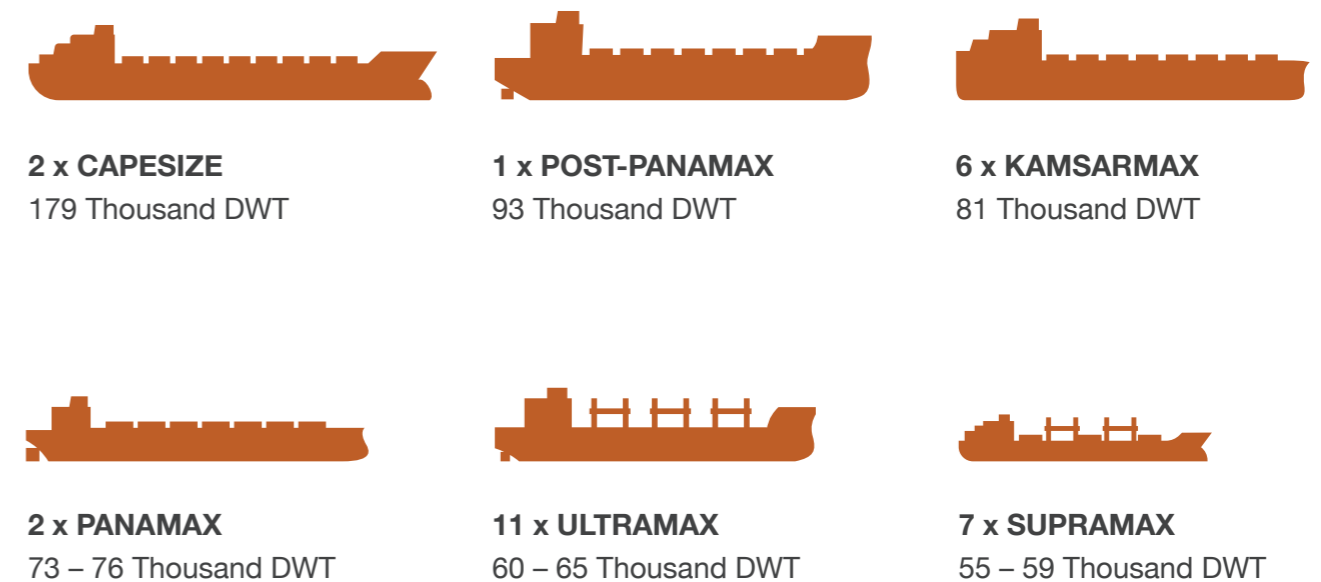 2 x CAPESIZE
179 Thousand DWT
1 x POST-PANAMAX
93 Thousand DWT
6 x KAMSARMAX
81 Thousand DWT
2 x PANAMAX
73 – 76 Thousand DWT
11 x ULTRAMAX
60 – 65 Thousand DWT
7 x SUPRAMAX
55 – 59 Thousand DWT